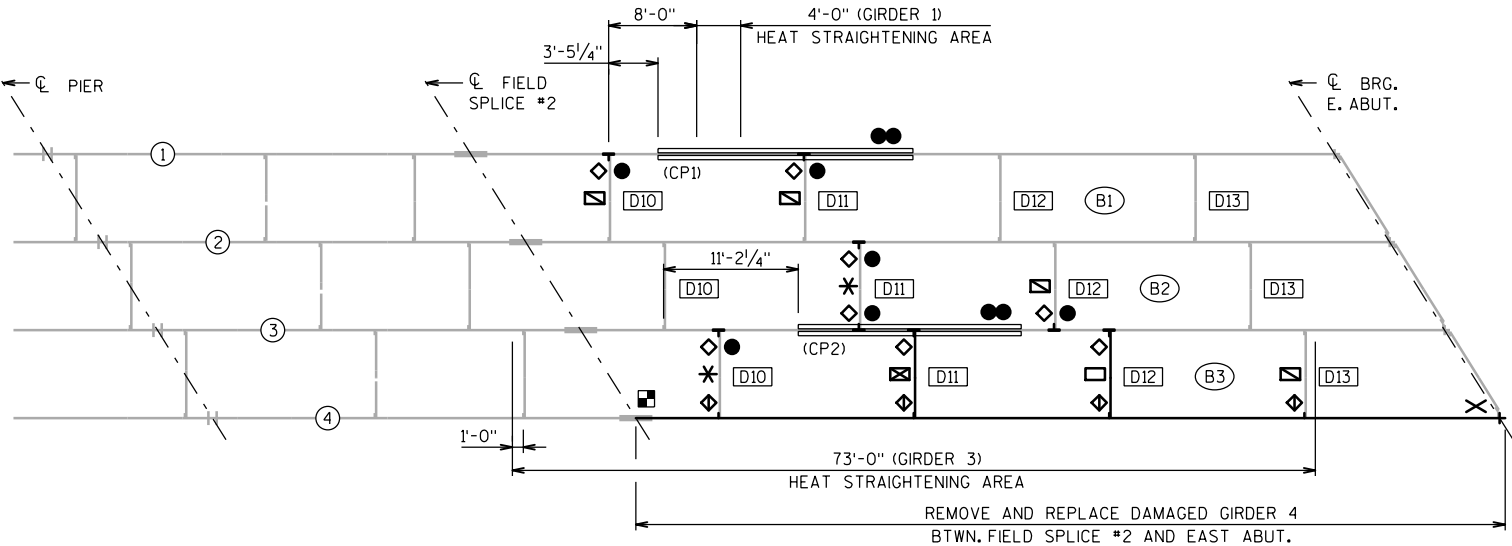 8'-0"
4'-0" (GIRDER 1)
HEAT STRAIGHTENING AREA
3'-5 1/4"
℄ PIER
℄ FIELD
SPLICE #2
℄ BRG.
E. ABUT.
1
(CP1)
D10
D11
D12
B1
D13
2
11'-2 1/4"
D10
D11
D12
B2
D13
3
(CP2)
D10
D11
D12
B3
D13
4
1'-0"
73'-0" (GIRDER 3)
HEAT STRAIGHTENING AREA
REMOVE AND REPLACE DAMAGED GIRDER 4
BTWN. FIELD SPLICE #2 AND EAST ABUT.